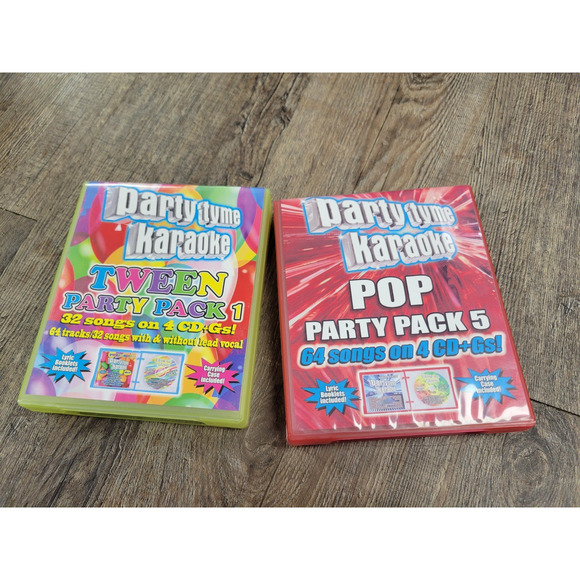 party tyme
karaoke
TWEEN
PARTY PACK 1
32 songs on 4 CD+Gs!
64 tracks/32 songs with & without lead vocal
Lyric
Booklets
included!
Carrying
Case
included!
party tyme
karaoke
POP
PARTY PACK 5
64 songs on 4 CD+Gs!
Lyric
Booklets
included!
Carrying
Case
included!